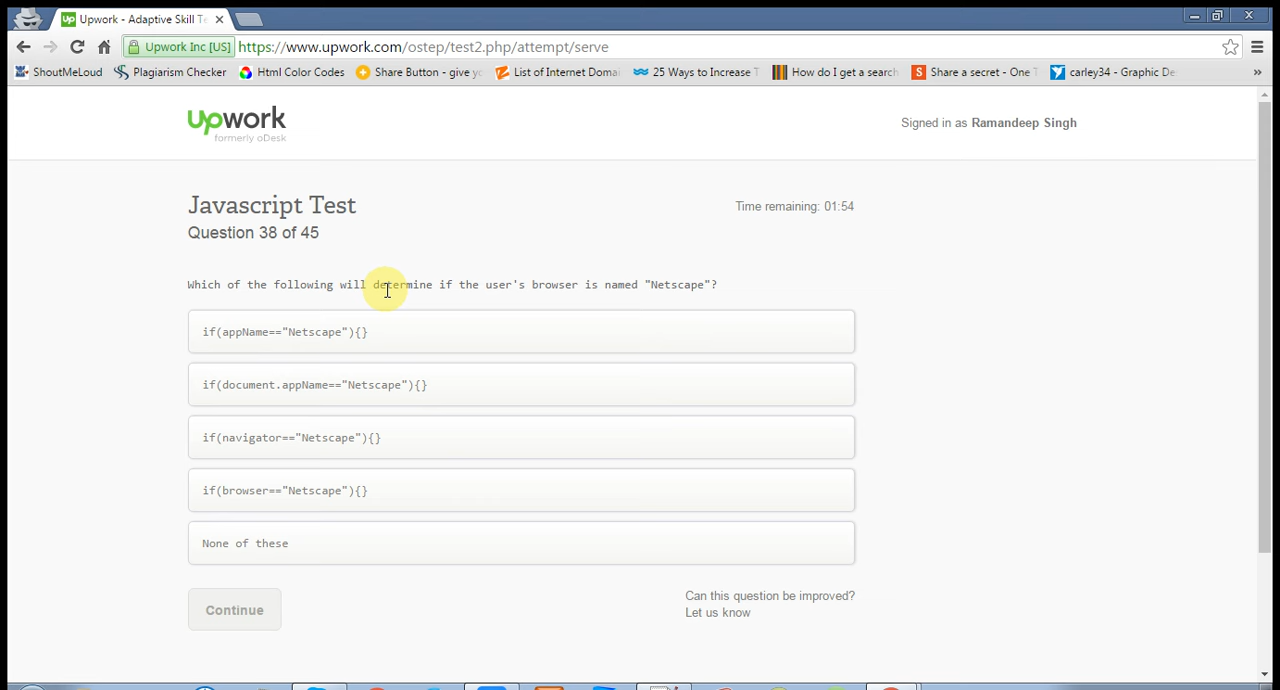 Upwork - Adaptive Skill Te
Upwork Inc [US] https://www.upwork.com/ostep/test2.php/attempt/serve
ShoutMeLoud Plagiarism Checker Html Color Codes Share Button - give yo List of Internet Domai 25 Ways to Increase T How do I get a search Share a secret - One T carley34 - Graphic De
upwork
formerly oDesk
Signed in as Ramandeep Singh
Javascript Test
Time remaining: 01:54
Question 38 of 45
Which of the following will determine if the user's browser is named "Netscape"?
if(appName=="Netscape"){}
if(document.appName=="Netscape"){}
if(navigator=="Netscape"){}
if(browser=="Netscape"){}
None of these
Continue
Can this question be improved?
Let us know